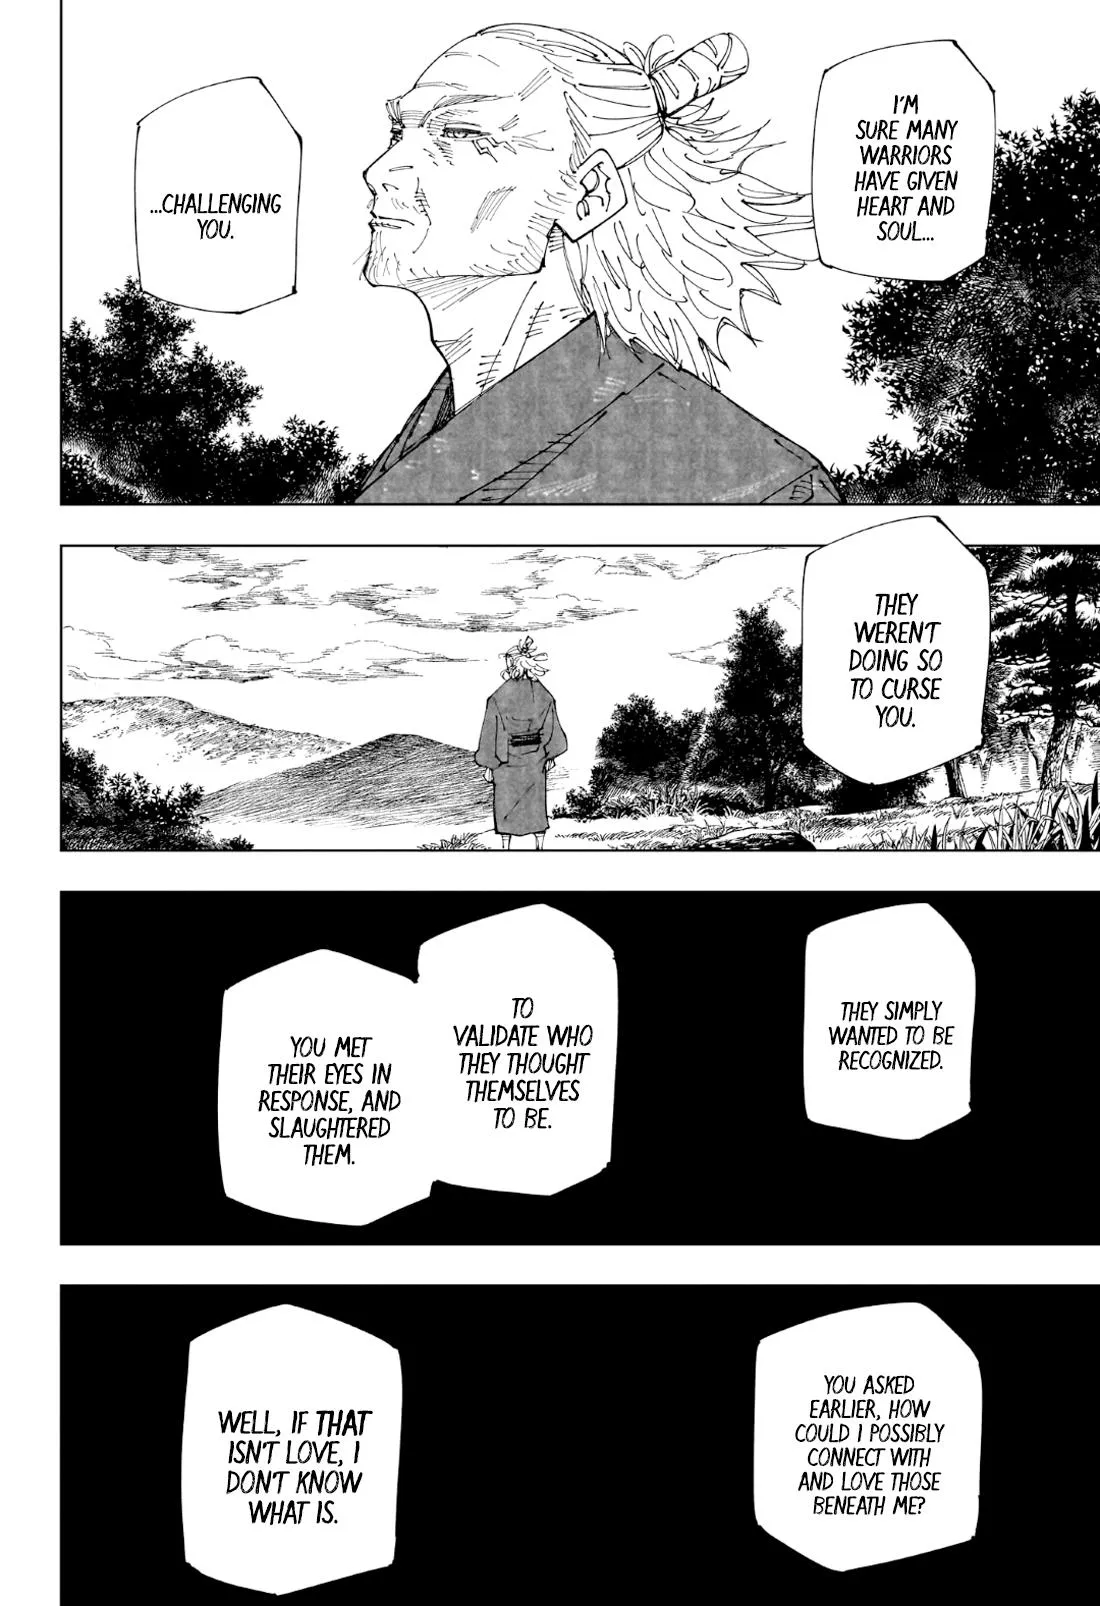 I'M
SURE MANY
WARRIORS
HAVE GIVEN
HEART AND
SOUL...
...CHALLENGING
YOU.
THEY
WEREN'T
DOING SO
TO CURSE
YOU.
THEY SIMPLY
WANTED TO BE
RECOGNIZED.
TO
VALIDATE WHO
THEY THOUGHT
THEMSELVES
TO BE.
YOU MET
THEIR EYES IN
RESPONSE, AND
SLAUGHTERED
THEM.
YOU ASKED
EARLIER, HOW
COULD I POSSIBLY
CONNECT WITH
AND LOVE THOSE
BENEATH ME?
WELL, IF THAT
ISN'T LOVE, I
DON'T KNOW
WHAT IS.